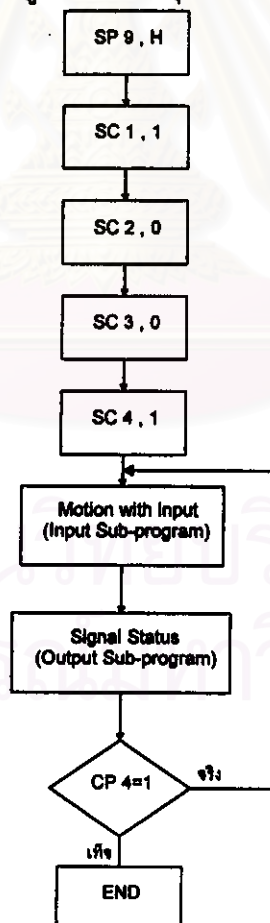 SP 9 , H
SC 1 , 1
SC 2 , 0
SC 3 , 0
SC 4 , 1
Motion with Input
(Input Sub-program)
Signal Status
(Output Sub-program)
CP 4=1
จริง
เท็จ
END